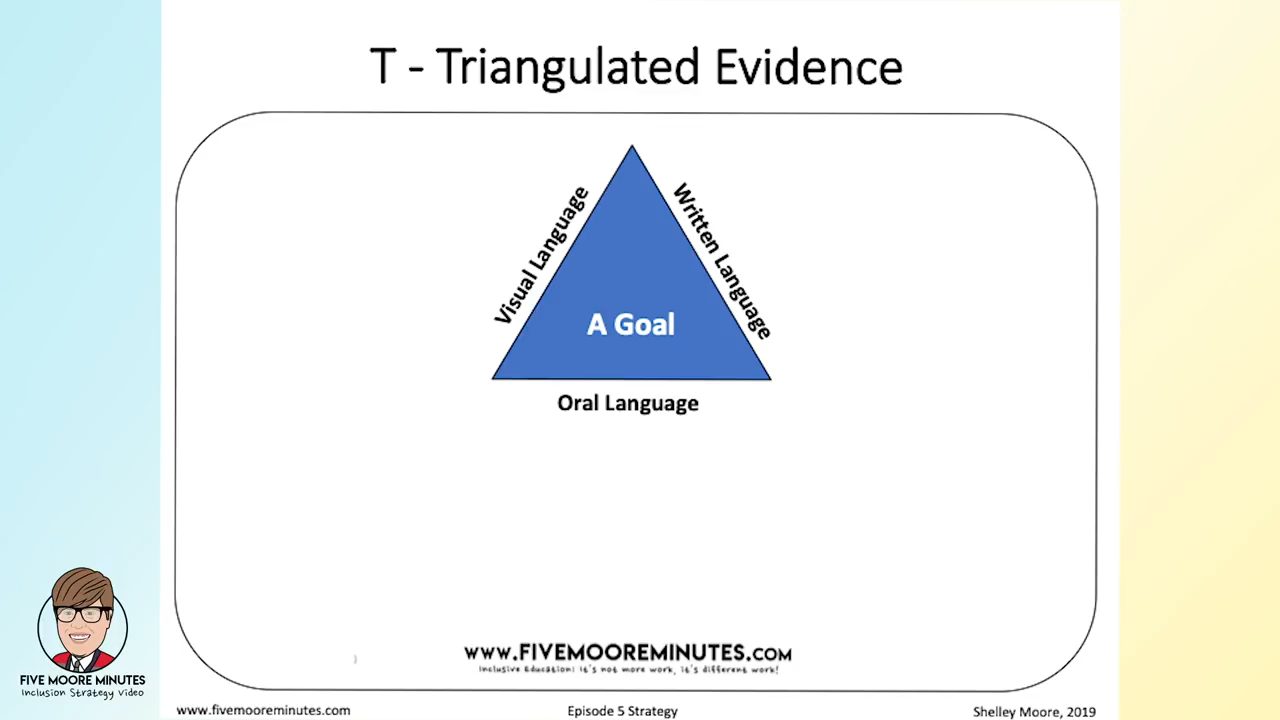 T - Triangulated Evidence
Visual Language
Written Language
A Goal
Oral Language
www.FIVEMOOREMINUTES.COM
Inclusive Education: it's not more work, it's different work!
FIVE MOORE MINUTES
Inclusion Strategy Video
www.fivemooreminutes.com
Episode 5 Strategy
Shelley Moore, 2019